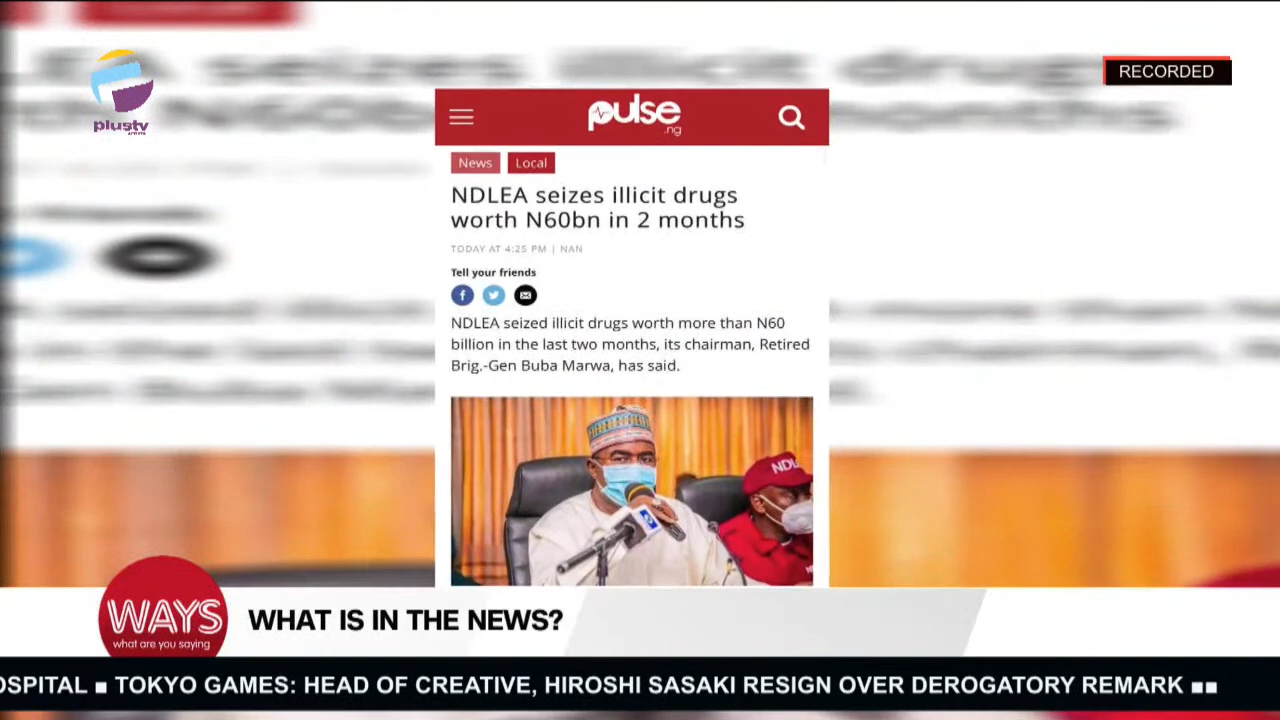 plustv
RECORDED
pulse
.ng
News
Local
NDLEA seizes illicit drugs
worth N60bn in 2 months
TODAY AT 4:25 PM | NAN
Tell your friends
NDLEA seized illicit drugs worth more than N60
billion in the last two months, its chairman, Retired
Brig.-Gen Buba Marwa, has said.
NDL
WAYS
what are you saying
WHAT IS IN THE NEWS?
OSPITAL ■ TOKYO GAMES: HEAD OF CREATIVE, HIROSHI SASAKI RESIGN OVER DEROGATORY REMARK ■■